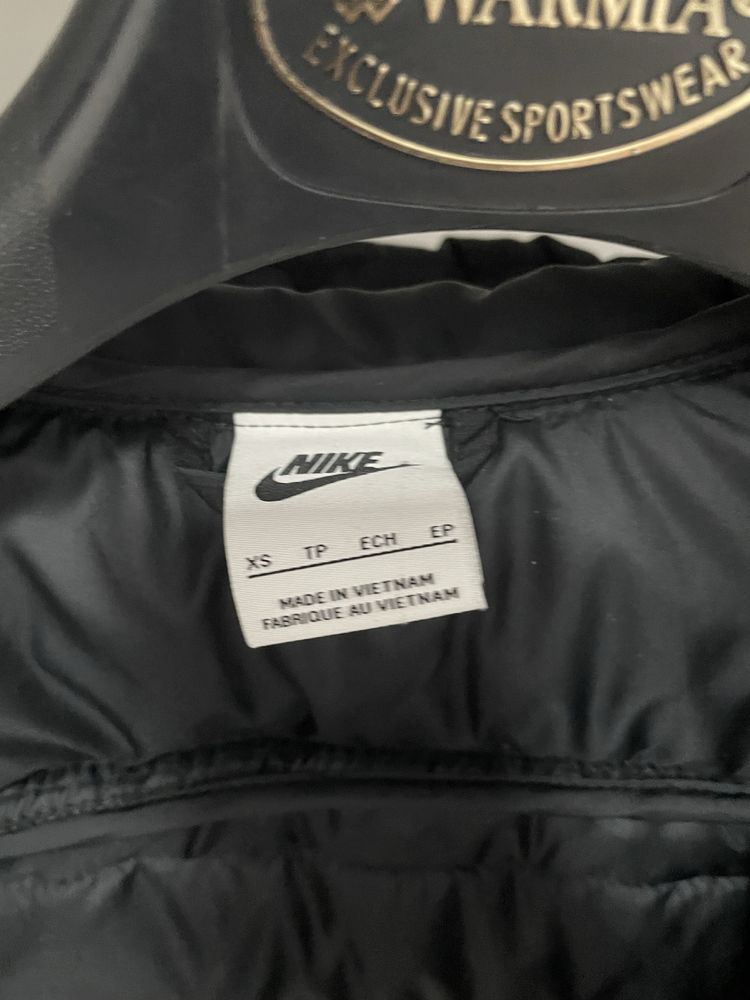 WARMIA
EXCLUSIVE SPORTSWEAR
NIKE
XS TP ECH EP
MADE IN VIETNAM
FABRIQUE AU VIETNAM